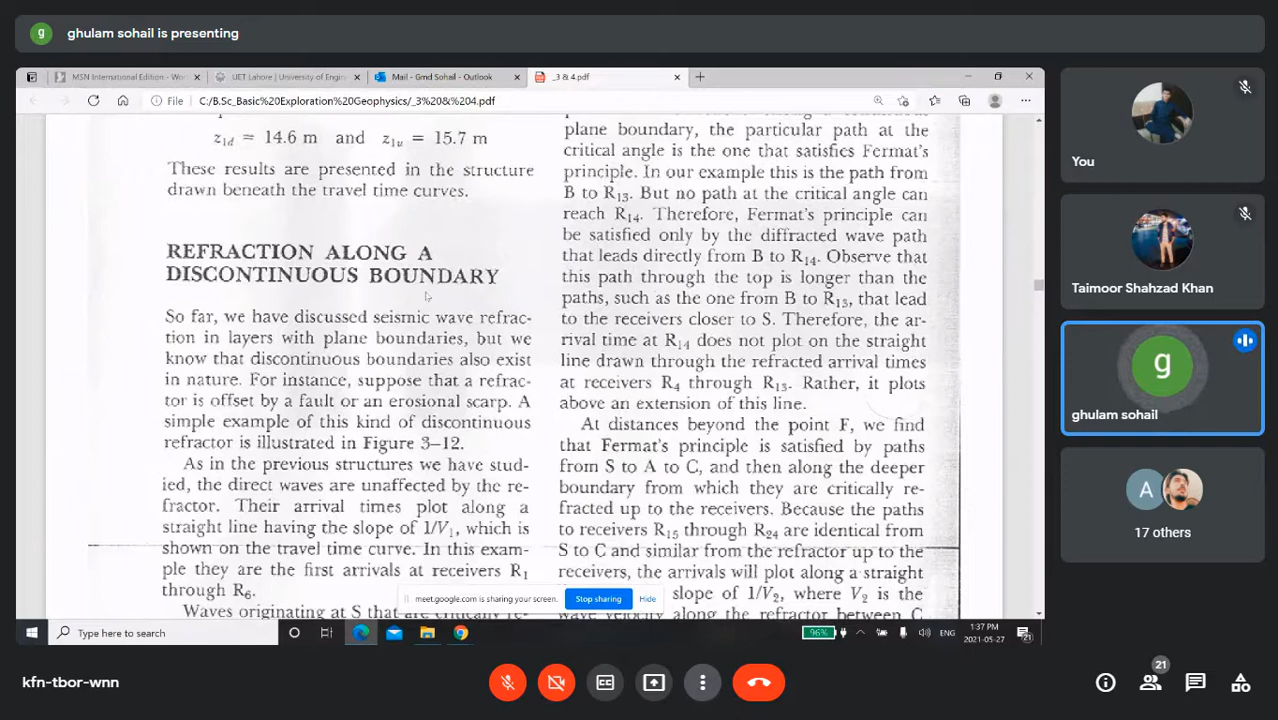 g
ghulam sohail is presenting
MSN International Edition - Wor
UET Lahore | University of Engin
Mail - Gmd Sohail - Outlook
_3 & 4.pdf
File
C:/B.Sc_Basic%20Exploration%20Geophysics/_3%20&%204.pdf
z1d = 14.6 m and z1u = 15.7 m
These results are presented in the structure
drawn beneath the travel time curves.
REFRACTION ALONG A
DISCONTINUOUS BOUNDARY
So far, we have discussed seismic wave refrac-
tion in layers with plane boundaries, but we
know that discontinuous boundaries also exist
in nature. For instance, suppose that a refrac-
tor is offset by a fault or an erosional scarp. A
simple example of this kind of discontinuous
refractor is illustrated in Figure 3–12.
As in the previous structures we have stud-
ied, the direct waves are unaffected by the re-
fractor. Their arrival times plot along a
straight line having the slope of 1/V1, which is
shown on the travel time curve. In this exam-
ple they are the first arrivals at receivers R1
through R6.
Waves originating at S that are critically re-
plane boundary, the particular path at the
critical angle is the one that satisfies Fermat's
principle. In our example this is the path from
B to R13. But no path at the critical angle can
reach R14. Therefore, Fermat's principle can
be satisfied only by the diffracted wave path
that leads directly from B to R14. Observe that
this path through the top is longer than the
paths, such as the one from B to R13, that lead
to the receivers closer to S. Therefore, the ar-
rival time at R14 does not plot on the straight
line drawn through the refracted arrival times
at receivers R4 through R13. Rather, it plots
above an extension of this line.
At distances beyond the point F, we find
that Fermat's principle is satisfied by paths
from S to A to C, and then along the deeper
boundary from which they are critically re-
fracted up to the receivers. Because the paths
to receivers R15 through R24 are identical from
S to C and similar from the refractor up to the
receivers, the arrivals will plot along a straight
slope of 1/V2, where V2 is the
wave velocity along the refractor between C
meet.google.com is sharing your screen.
Stop sharing
Hide
Type here to search
96%
ENG
1:37 PM
2021-05-27
You
Taimoor Shahzad Khan
g
ghulam sohail
A
17 others
kfn-tbor-wnn
21